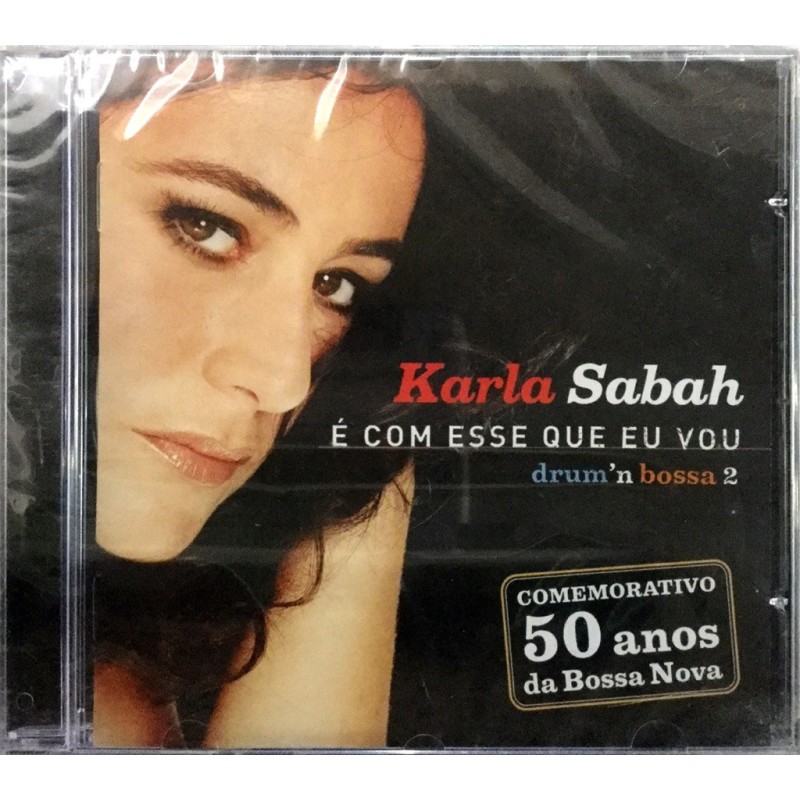 Karla Sabah
É COM ESSE QUE EU VOU
drum'n bossa 2
COMEMORATIVO
50 anos
da Bossa Nova